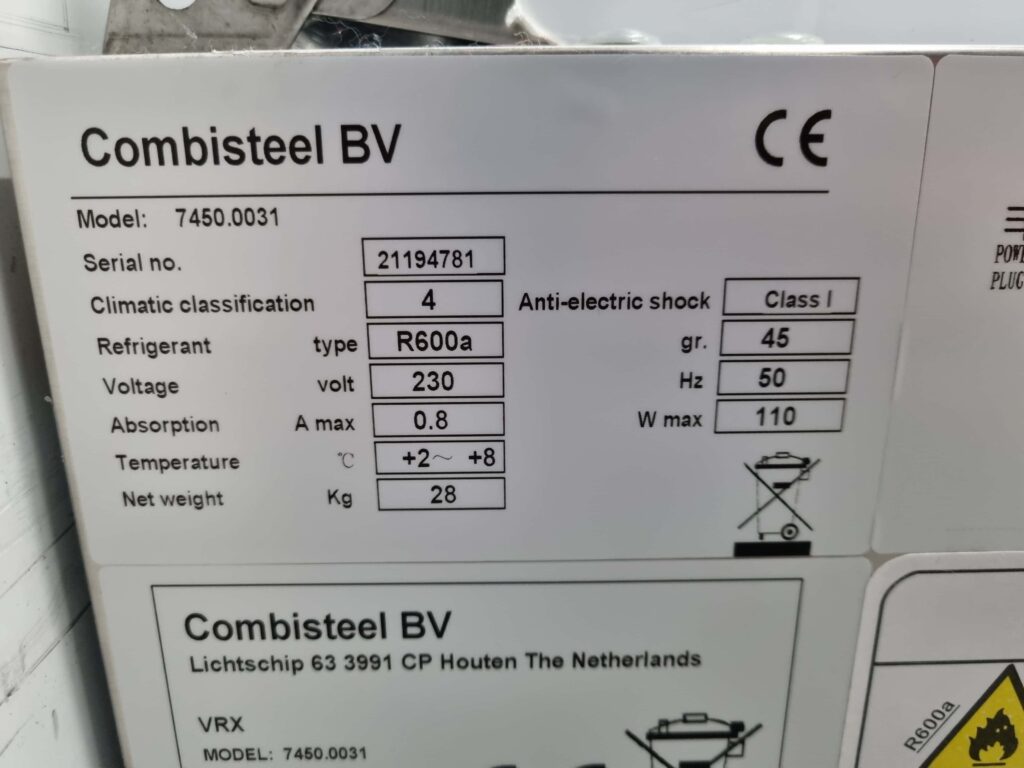 Combisteel BV CE
Model: 7450.0031
Serial no. 21194781
Climatic classification 4 Anti-electric shock Class I
Refrigerant type R600a gr. 45
Voltage volt 230 Hz 50
Absorption A max 0.8 W max 110
Temperature °C +2~ +8
Net weight Kg 28
PLUG
Combisteel BV
Lichtschip 63 3991 CP Houten The Netherlands
VRX
MODEL: 7450.0031
R600a